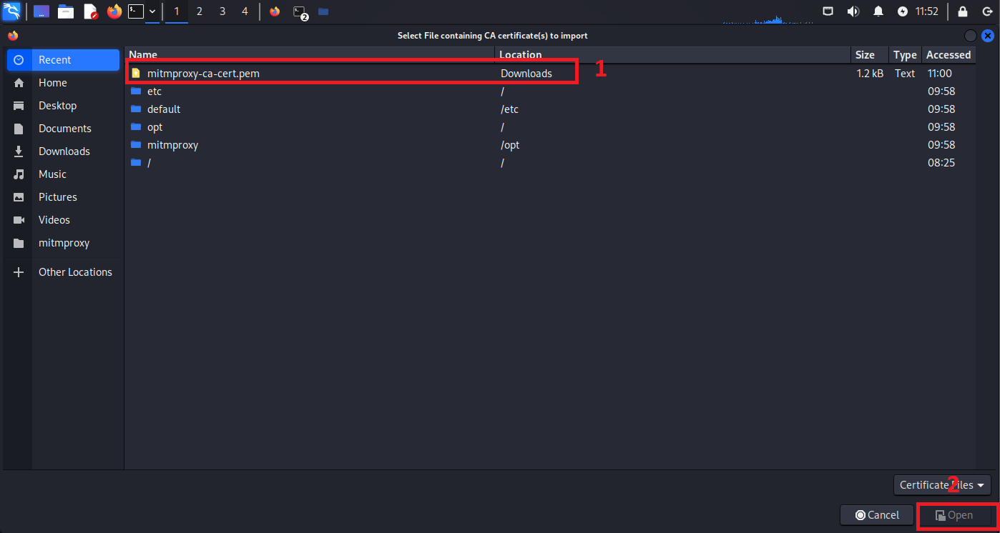 1 2 3 4 2 11:52
Select File containing CA certificate(s) to import
Name Location Size Type Accessed
Recent
mitmproxy-ca-cert.pem Downloads 1.2 kB Text 11:00
1
Home
etc / 09:58
Desktop
default /etc 09:58
Documents
opt / 09:58
Downloads
mitmproxy /opt 09:58
Music
/ / 08:25
Pictures
Videos
mitmproxy
Other Locations
Certificate Files
2
Cancel Open